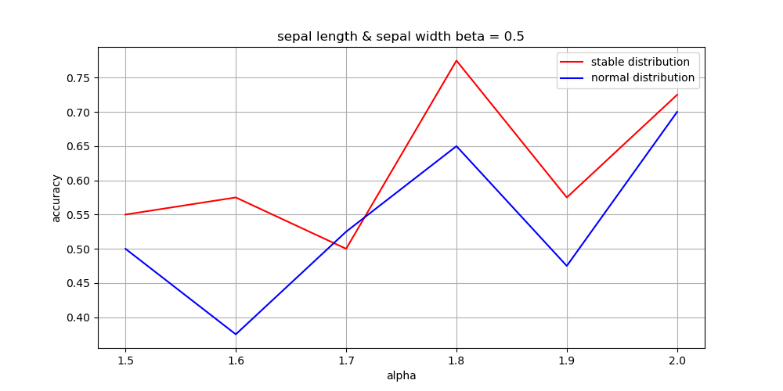 sepal length & sepal width beta = 0.5
stable distribution
normal distribution
accuracy
0.75
0.70
0.65
0.60
0.55
0.50
0.45
0.40
1.5 1.6 1.7 1.8 1.9 2.0
alpha